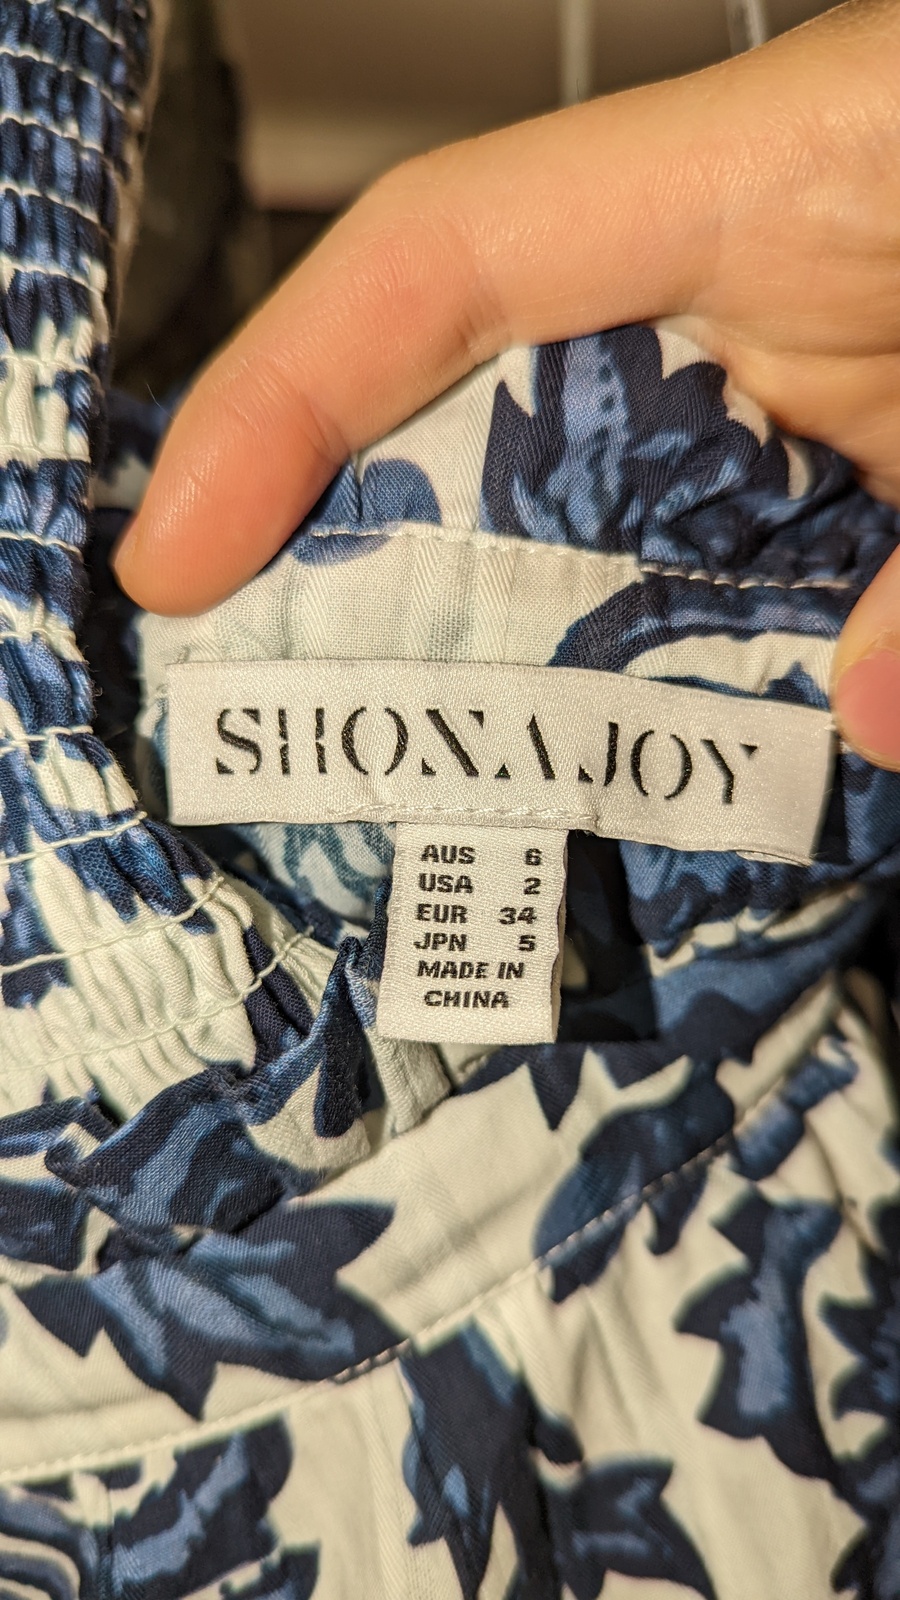 SHONA JOY
AUS 6
USA 2
EUR 34
JPN 5
MADE IN
CHINA